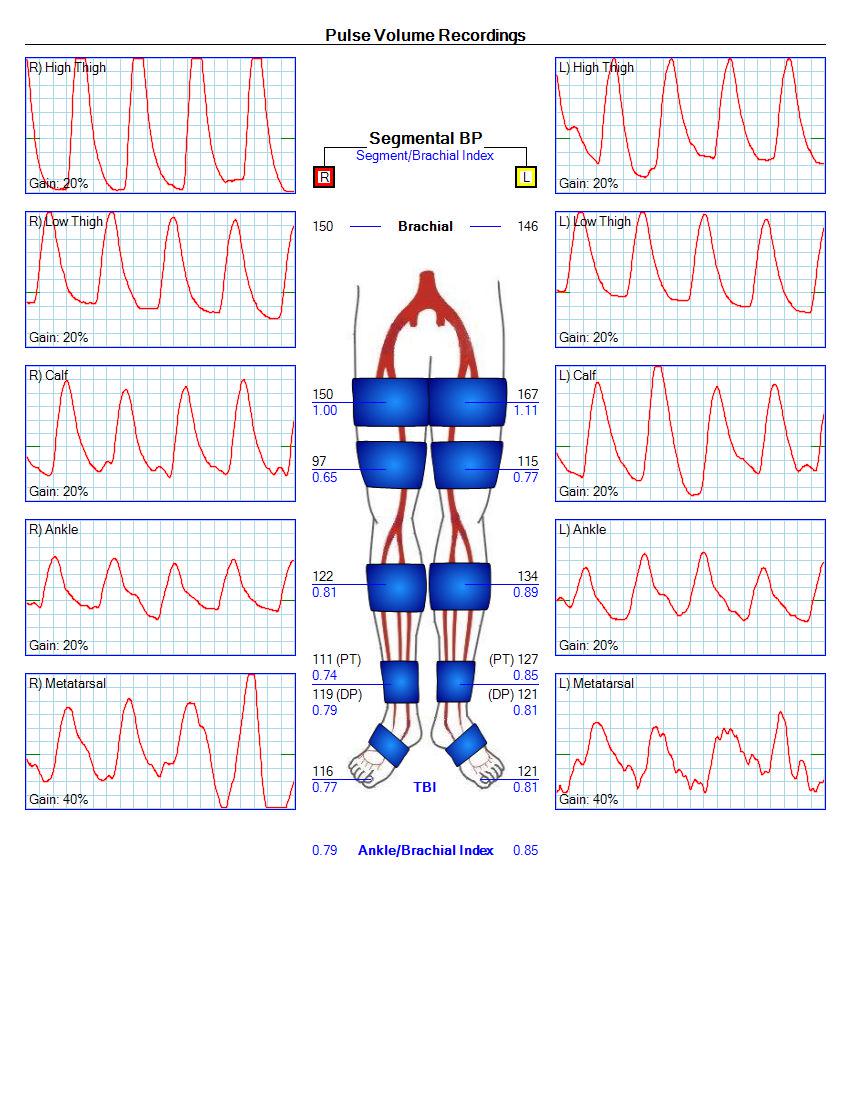 Pulse Volume Recordings
R) High Thigh
Gain: 20%
L) High Thigh
Gain: 20%
Segmental BP
Segment/Brachial Index
R
L
150 Brachial 146
R) Low Thigh
Gain: 20%
L) Low Thigh
Gain: 20%
R) Calf
Gain: 20%
L) Calf
Gain: 20%
150
1.00
167
1.11
97
0.65
115
0.77
R) Ankle
Gain: 20%
L) Ankle
Gain: 20%
122
0.81
134
0.89
111 (PT)
0.74
119 (DP)
0.79
(PT) 127
0.85
(DP) 121
0.81
R) Metatarsal
Gain: 40%
L) Metatarsal
Gain: 40%
116
0.77
TBI
121
0.81
0.79 Ankle/Brachial Index 0.85